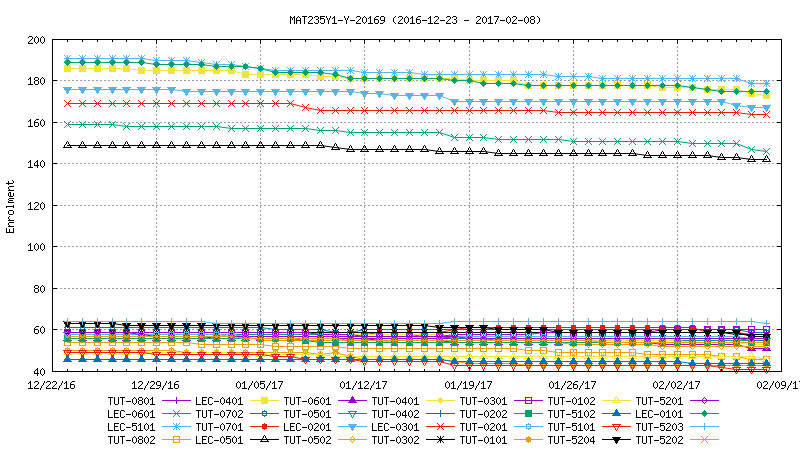 MAT235Y1-Y-20169 (2016-12-23 - 2017-02-08)
200
180
160
140
120
100
80
60
40
Enrolment
12/22/16 12/29/16 01/05/17 01/12/17 01/19/17 01/26/17 02/02/17 02/09/17
TUT-0801 LEC-0401 TUT-0601 TUT-0401 TUT-0301 TUT-0102 TUT-5201
LEC-0601 TUT-0702 TUT-0501 TUT-0402 TUT-0202 TUT-5102 LEC-0101
LEC-5101 TUT-0701 LEC-0201 LEC-0301 TUT-0201 TUT-5101 TUT-5203
TUT-0802 LEC-0501 TUT-0502 TUT-0302 TUT-0101 TUT-5204 TUT-5202